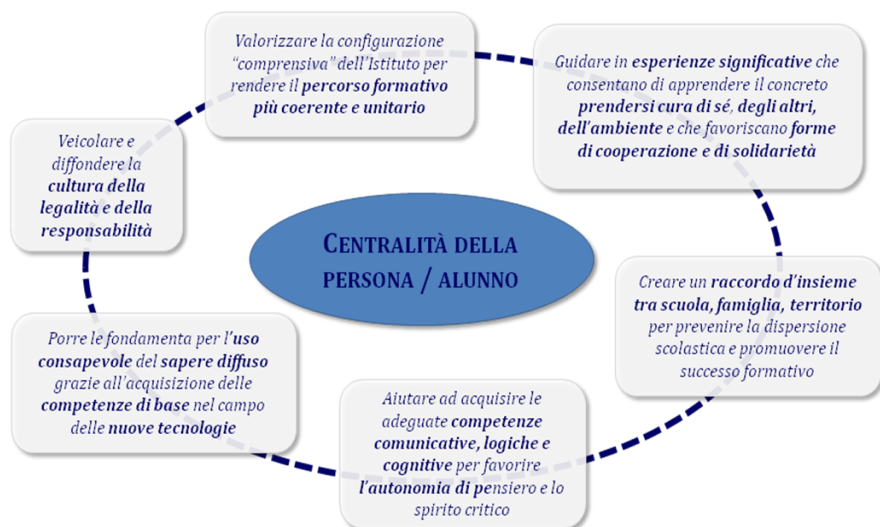 Valorizzare la configurazione
"comprensiva" dell'Istituto per
rendere il percorso formativo
più coerente e unitario
Guidare in esperienze significative che
consentano di apprendere il concreto
prendersi cura di sé, degli altri,
dell'ambiente e che favoriscano forme
di cooperazione e di solidarietà
Veicolare e
diffondere la
cultura della
legalità e della
responsabilità
CENTRALITÀ DELLA
PERSONA / ALUNNO
Creare un raccordo d'insieme
tra scuola, famiglia, territorio
per prevenire la dispersione
scolastica e promuovere il
successo formativo
Porre le fondamenta per l'uso
consapevole del sapere diffuso
grazie all'acquisizione delle
competenze di base nel campo
delle nuove tecnologie
Aiutare ad acquisire le
adeguate competenze
comunicative, logiche e
cognitive per favorire
l'autonomia di pensiero e lo
spirito critico